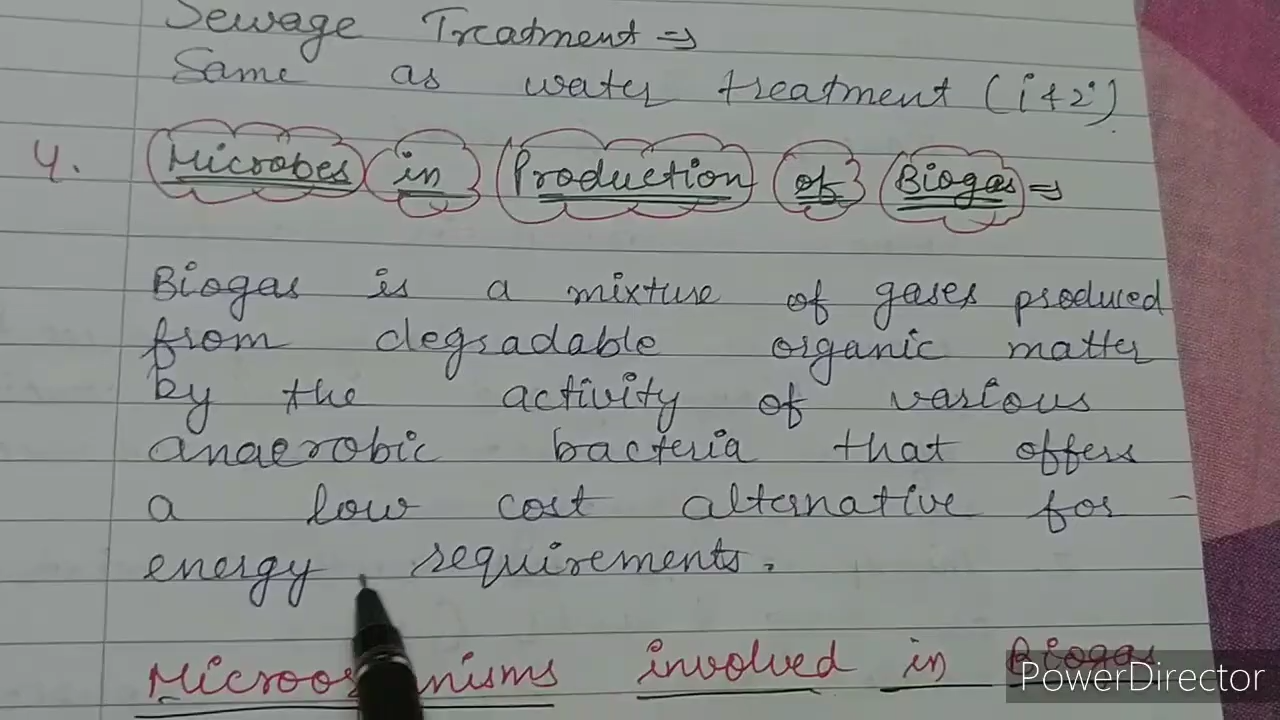 Sewage Treatment ⇒
Same as water treatment (i + 2°)
4. Microbes in Production of Biogas ⇒
Biogas is a mixture of gases produced
from degradable organic matter
by the activity of various
anaerobic bacteria that offers
a low cost alternative for -
energy requirements.
involved in Biogas
PowerDirector